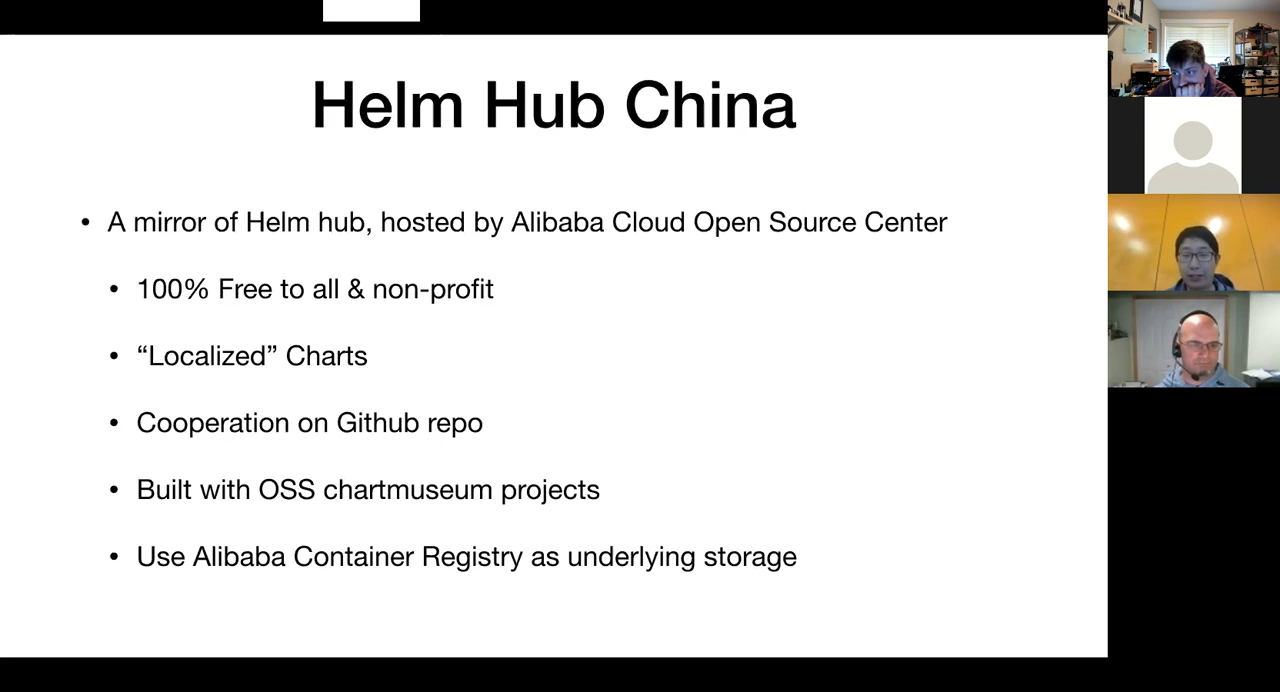 Helm Hub China
• A mirror of Helm hub, hosted by Alibaba Cloud Open Source Center
• 100% Free to all & non-profit
• “Localized” Charts
• Cooperation on Github repo
• Built with OSS chartmuseum projects
• Use Alibaba Container Registry as underlying storage